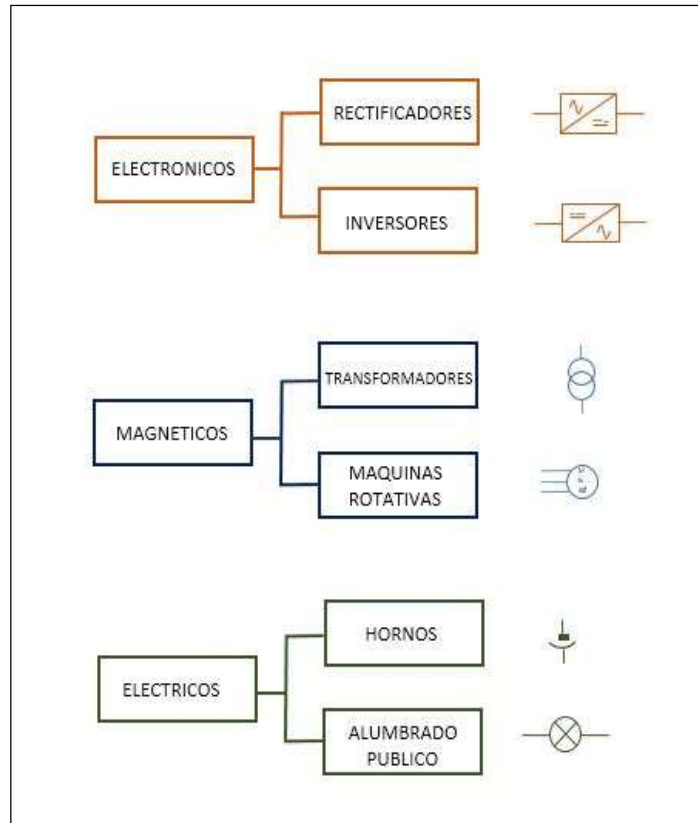 ELECTRONICOS
RECTIFICADORES
INVERSORES
MAGNETICOS
TRANSFORMADORES
MAQUINAS
ROTATIVAS
ELECTRICOS
HORNOS
ALUMBRADO
PUBLICO